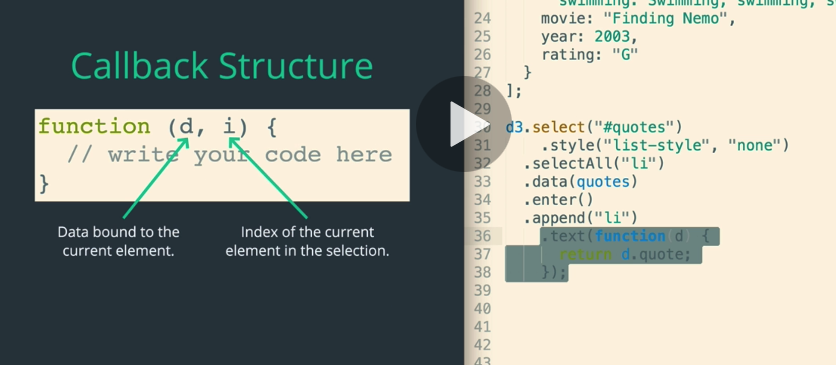 Callback Structure
function (d, i) {
// write your code here
}
Data bound to the
current element.
Index of the current
element in the selection.
swimming. Swimming, swimming,
24 movie: "Finding Nemo",
25 year: 2003,
26 rating: "G"
27 }
28 ];
29
30 d3.select("#quotes")
31 .style("list-style", "none")
32 .selectAll("li")
33 .data(quotes)
34 .enter()
35 .append("li")
36 .text(function(d) {
37 return d.quote;
38 });
39
40
41
42
43